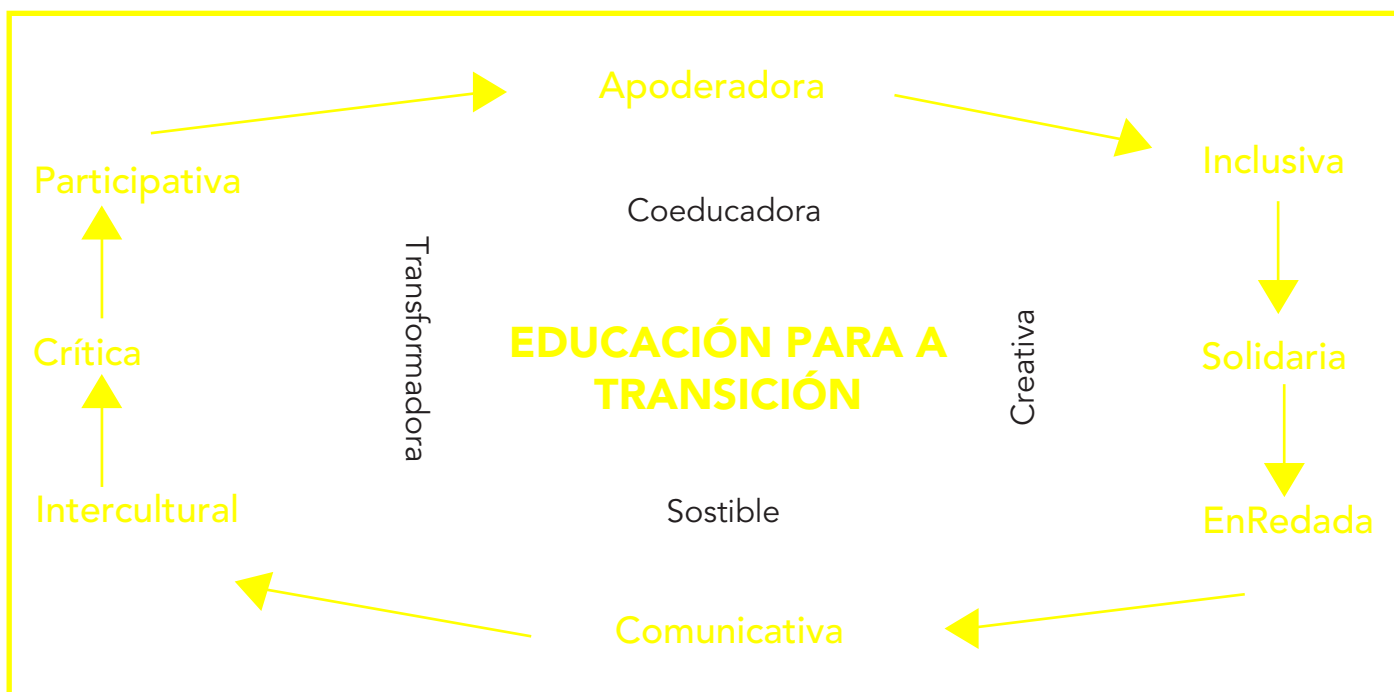 Apoderadora
Inclusiva
Participativa
Coeducadora
Transformadora
EDUCACIÓN PARA A
TRANSICIÓN
Creativa
Crítica
Solidaria
Intercultural
Sostible
EnRedada
Comunicativa